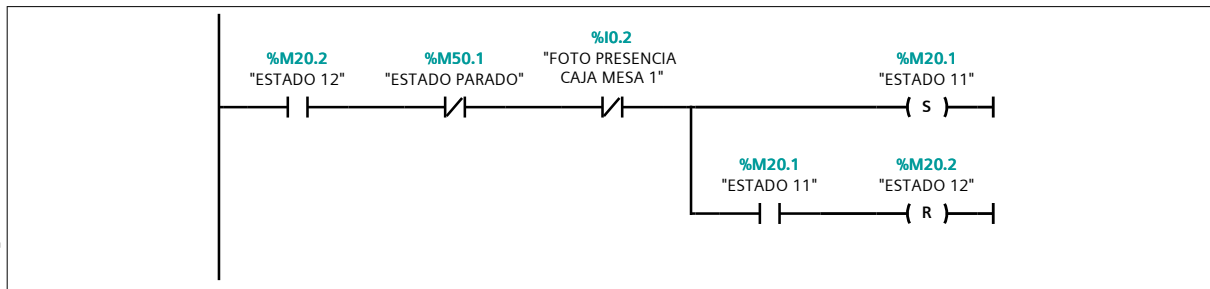 %M20.2
"ESTADO 12"
%M50.1
"ESTADO PARADO"
%I0.2
"FOTO PRESENCIA
CAJA MESA 1"
%M20.1
"ESTADO 11"
S
%M20.1
"ESTADO 11"
%M20.2
"ESTADO 12"
R